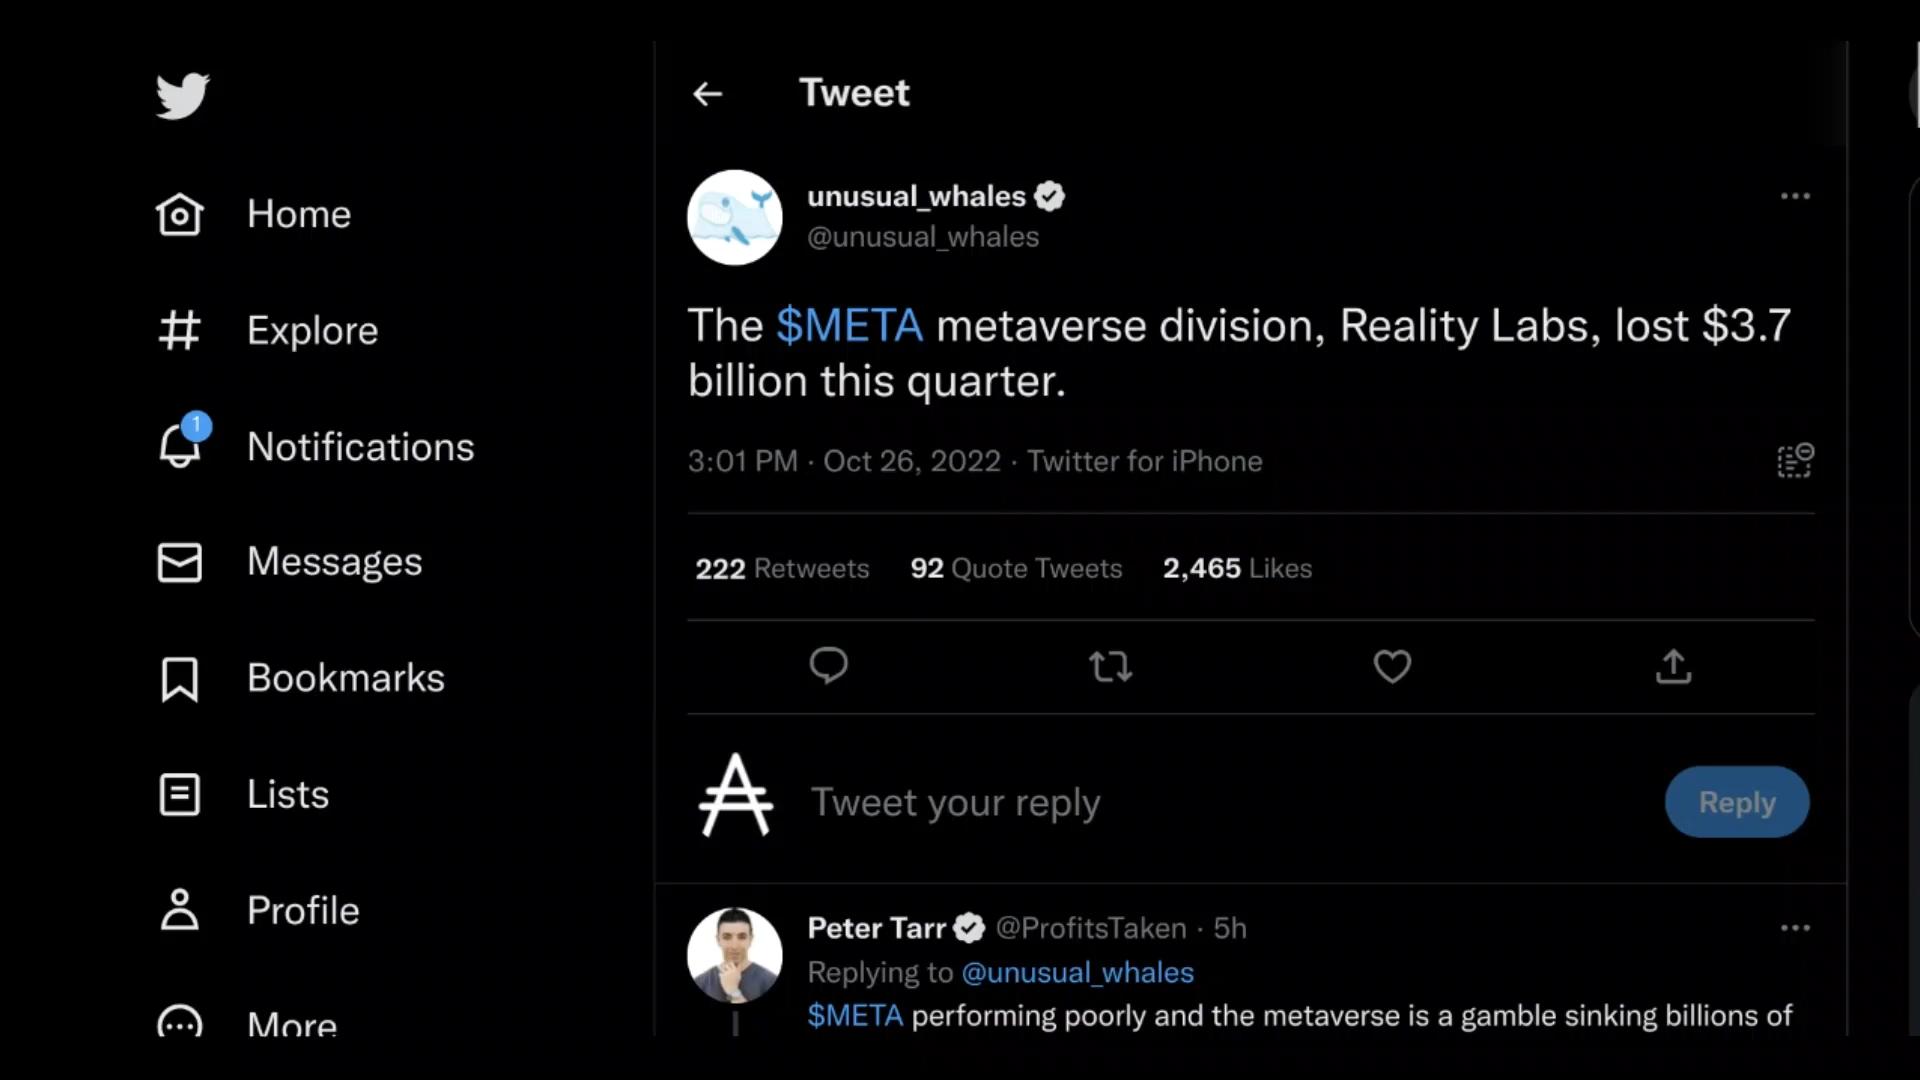 Tweet
Home
Explore
1
Notifications
Messages
Bookmarks
Lists
Profile
More
unusual_whales
@unusual_whales
The $META metaverse division, Reality Labs, lost $3.7
billion this quarter.
3:01 PM · Oct 26, 2022 · Twitter for iPhone
222 Retweets 92 Quote Tweets 2,465 Likes
Tweet your reply
Reply
Peter Tarr @ProfitsTaken · 5h
Replying to @unusual_whales
$META performing poorly and the metaverse is a gamble sinking billions of